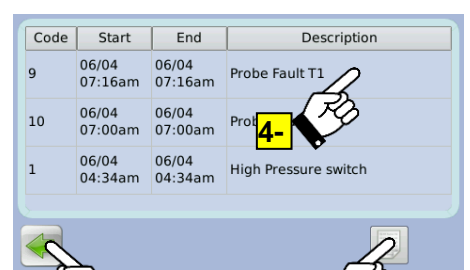 Code Start End Description
9 06/04 07:16am 06/04 07:16am Probe Fault T1
10 06/04 07:00am 06/04 07:00am
4-
1 06/04 04:34am 06/04 04:34am High Pressure switch